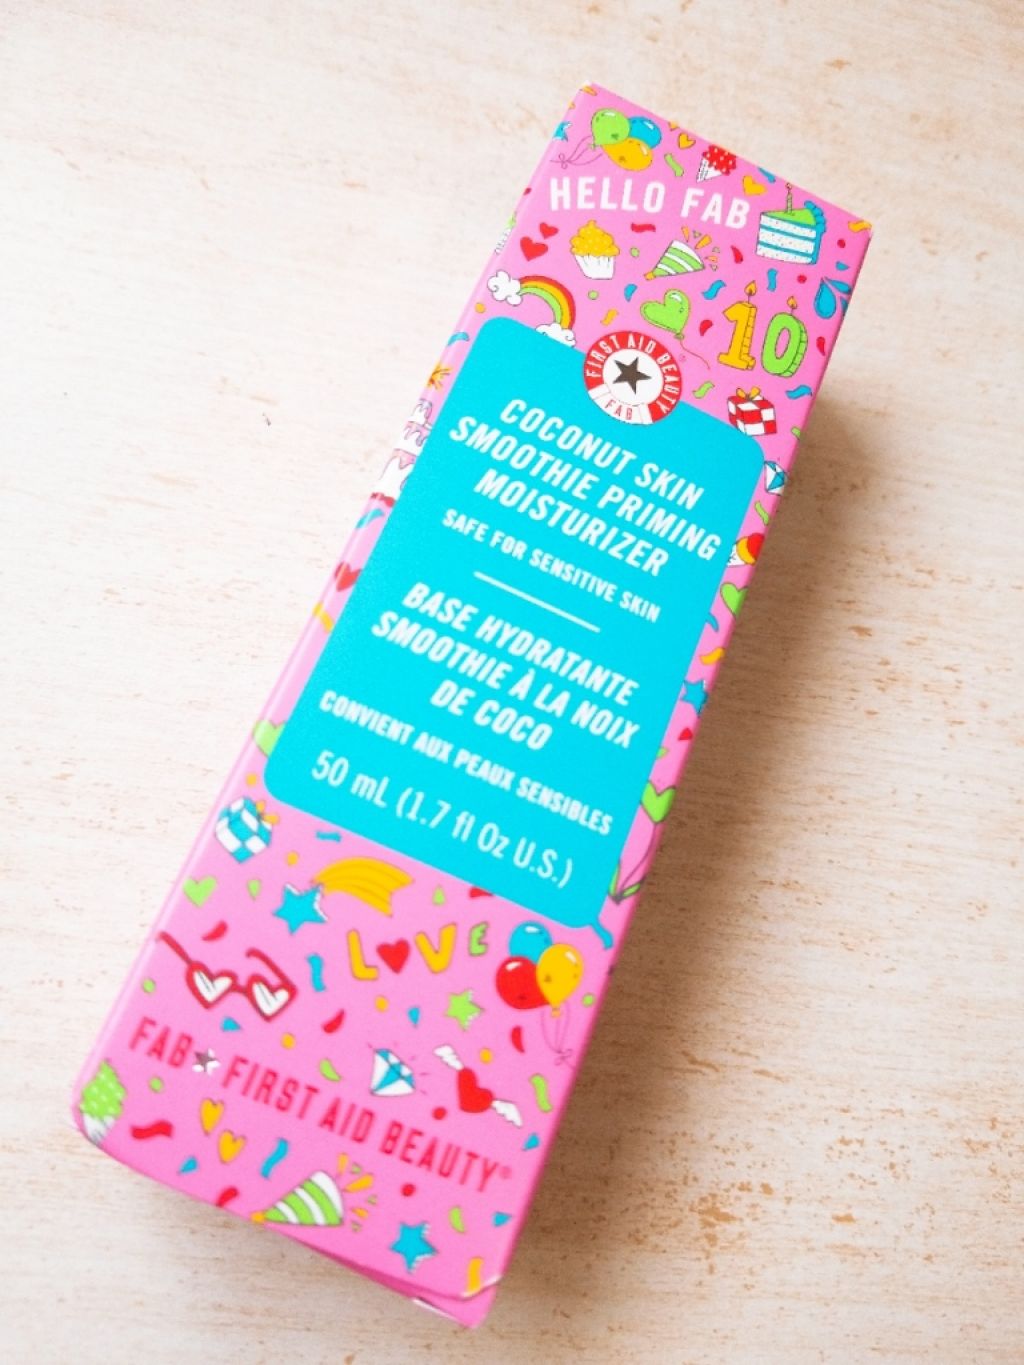 HELLO FAB
10
FIRST AID BEAUTY
FAB
COCONUT SKIN
SMOOTHIE PRIMING
MOISTURIZER
SAFE FOR SENSITIVE SKIN
BASE HYDRATANTE
SMOOTHIE À LA NOIX
DE COCO
CONVIENT AUX PEAUX SENSIBLES
50 mL (1.7 fl Oz U.S.)
LOVE
FAB★FIRST AID BEAUTY®